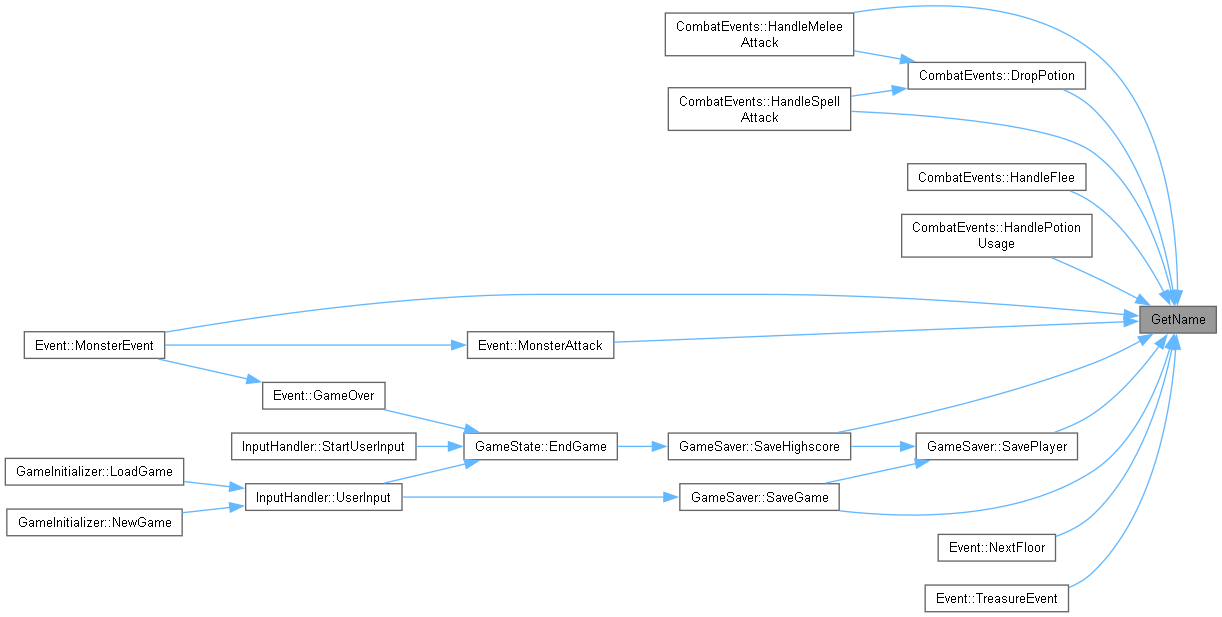 CombatEvents::HandleMelee
Attack
CombatEvents::DropPotion
CombatEvents::HandleSpell
Attack
CombatEvents::HandleFlee
CombatEvents::HandlePotion
Usage
GetName
Event::MonsterEvent
Event::MonsterAttack
Event::GameOver
InputHandler::StartUserInput
GameState::EndGame
GameSaver::SaveHighscore
GameSaver::SavePlayer
GameInitializer::LoadGame
InputHandler::UserInput
GameSaver::SaveGame
GameInitializer::NewGame
Event::NextFloor
Event::TreasureEvent